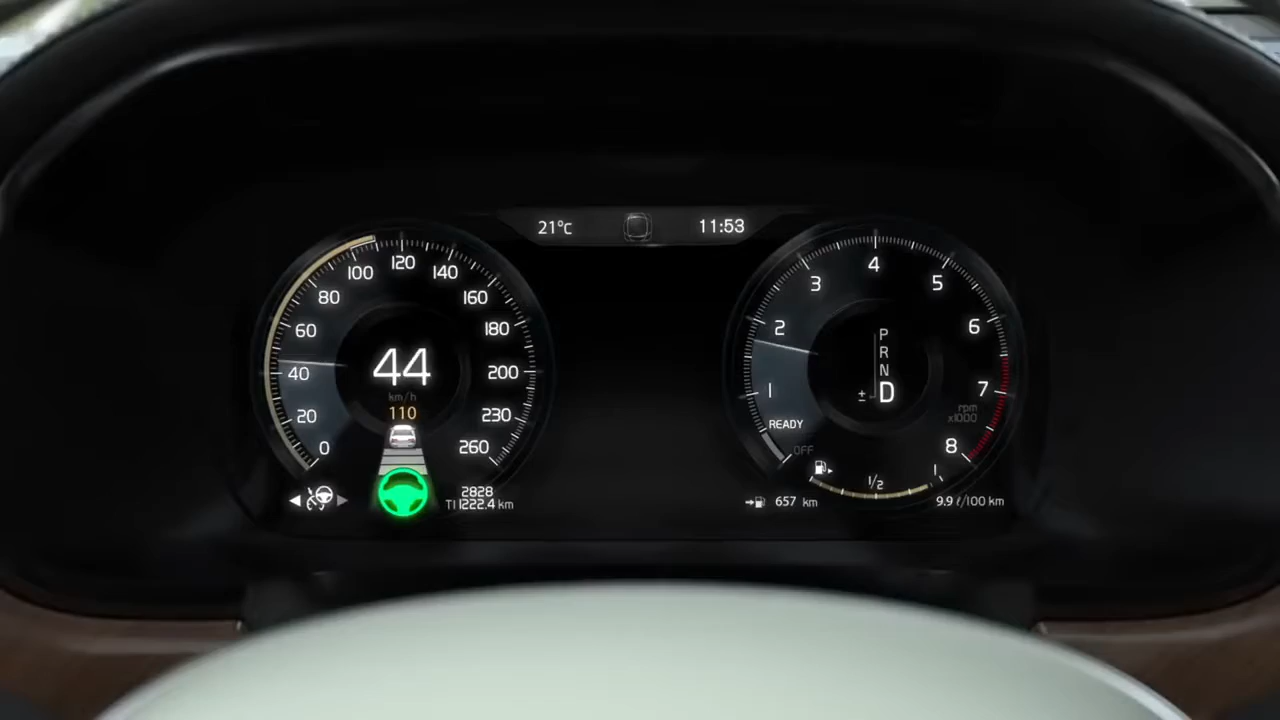 21°C
11:53
0
20
40
60
80
100
120
140
160
180
200
230
260
44
km/h
110
2828
TI 1222.4 km
1
2
3
4
5
6
7
8
P
R
N
D
±
rpm
x1000
READY
OFF
1/2
1
657 km
9.9 ℓ/100 km